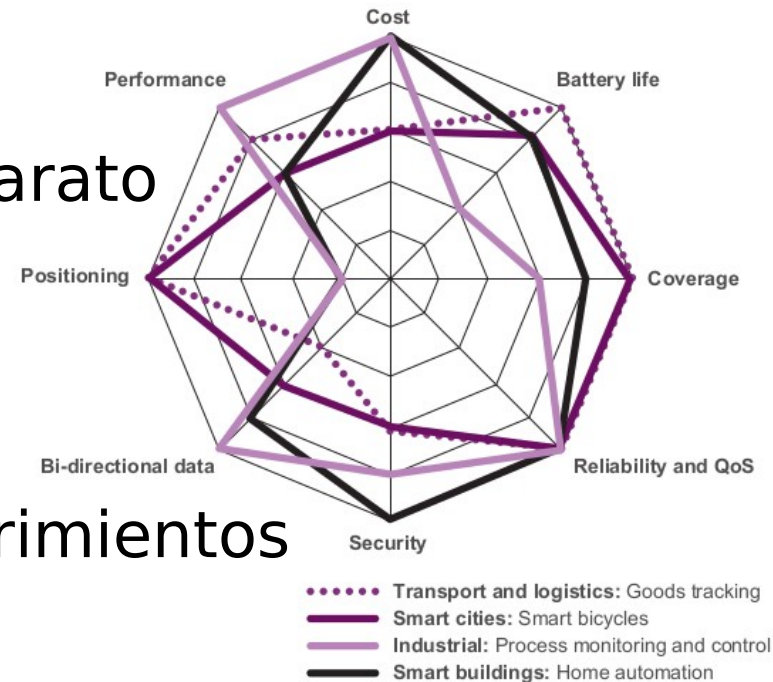 Cost
Performance
Battery life
arato
Positioning
Coverage
Bi-directional data
Reliability and QoS
rimientos
Security
Transport and logistics: Goods tracking
Smart cities: Smart bicycles
Industrial: Process monitoring and control
Smart buildings: Home automation